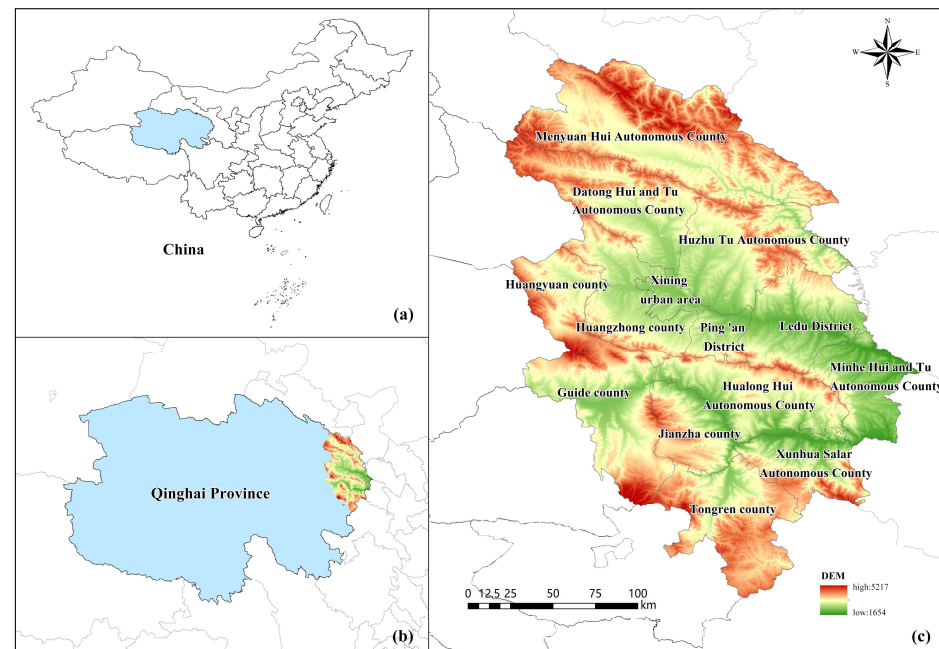 China
(a)
Qinghai Province
(b)
N
W
E
S
Menyuan Hui Autonomous County
Datong Hui and Tu
Autonomous County
Huzhu Tu Autonomous County
Huangyuan county
Xining
urban area
Huangzhong county
Ping 'an
District
Ledu District
Minhe Hui and Tu
Autonomous County
Guide county
Hualong Hui
Autonomous County
Jianzha county
Xunhua Salar
Autonomous County
Tongren county
DEM
high:5217
low:1654
0 12.5 25 50 75 100
km
(c)